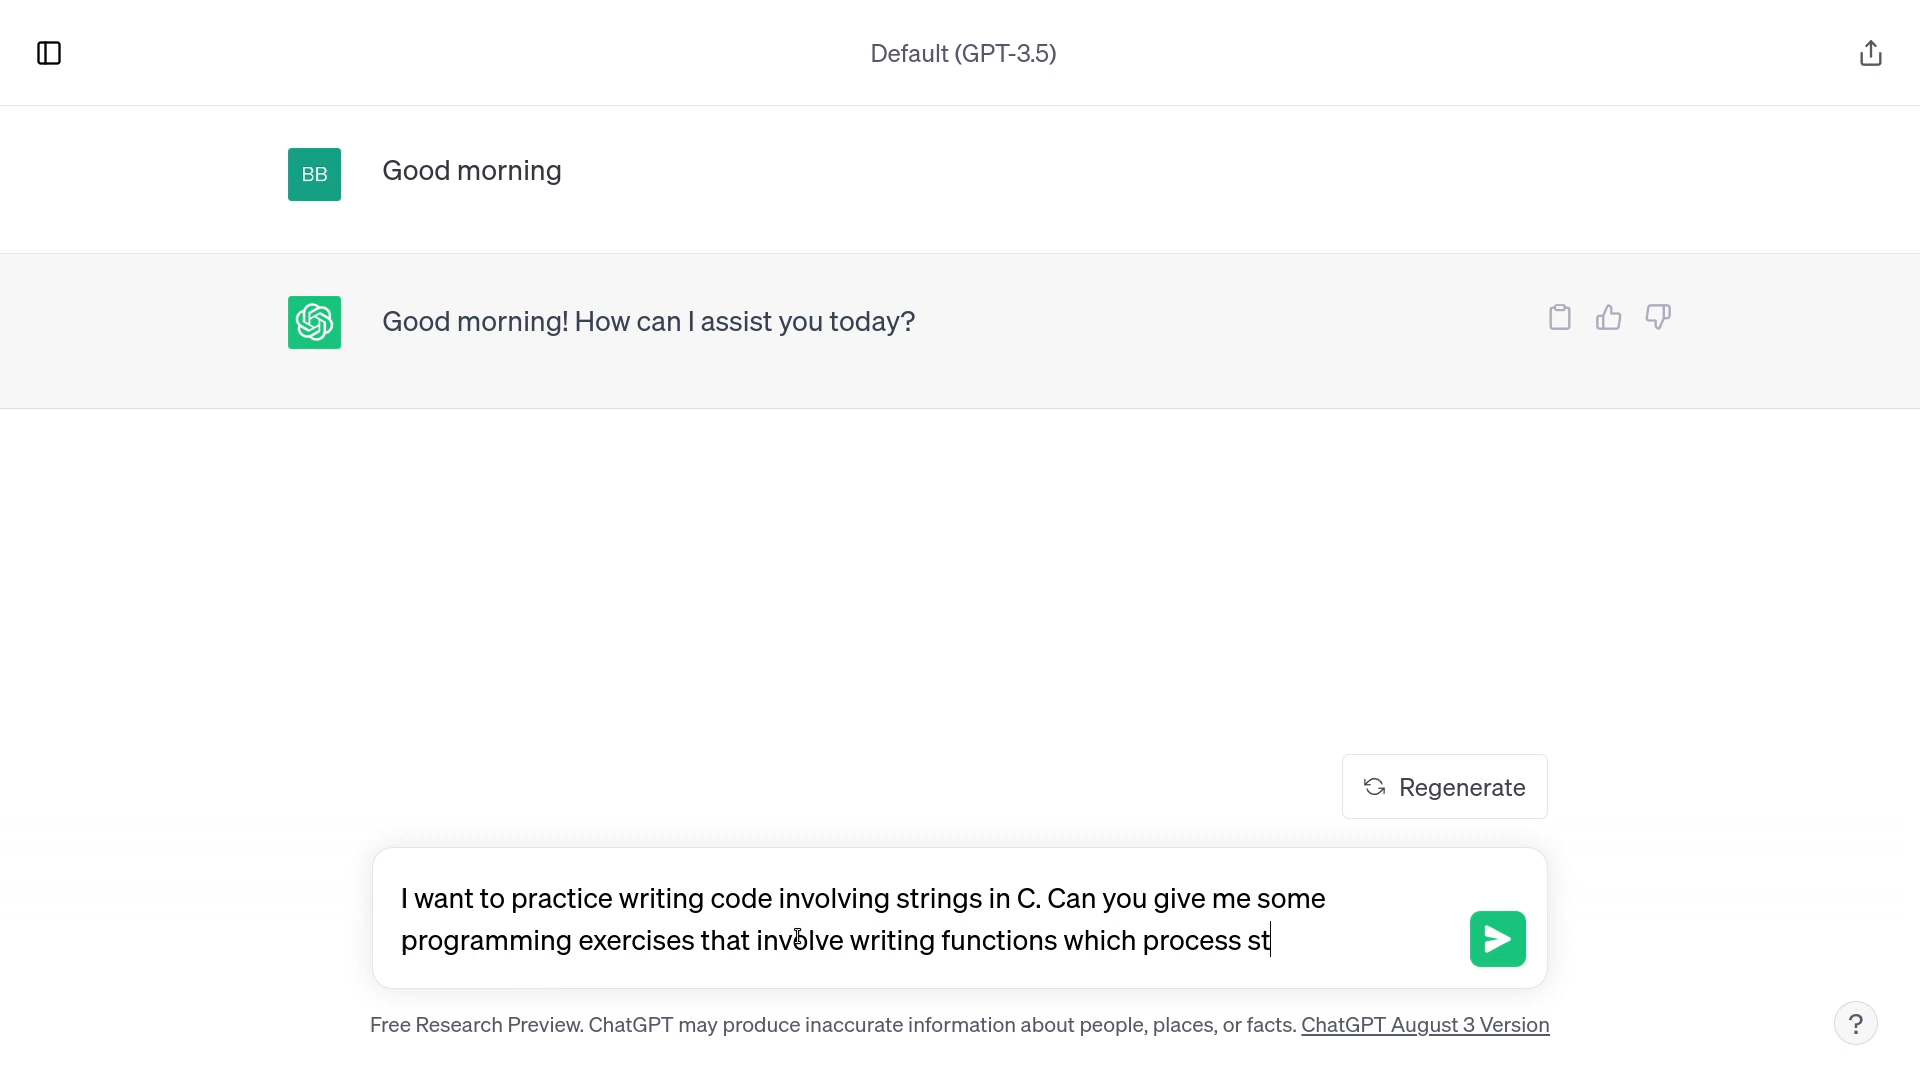 Default (GPT-3.5)
BB
Good morning
Good morning! How can I assist you today?
Regenerate
I want to practice writing code involving strings in C. Can you give me some
programming exercises that involve writing functions which process st
Free Research Preview. ChatGPT may produce inaccurate information about people, places, or facts. ChatGPT August 3 Version
?